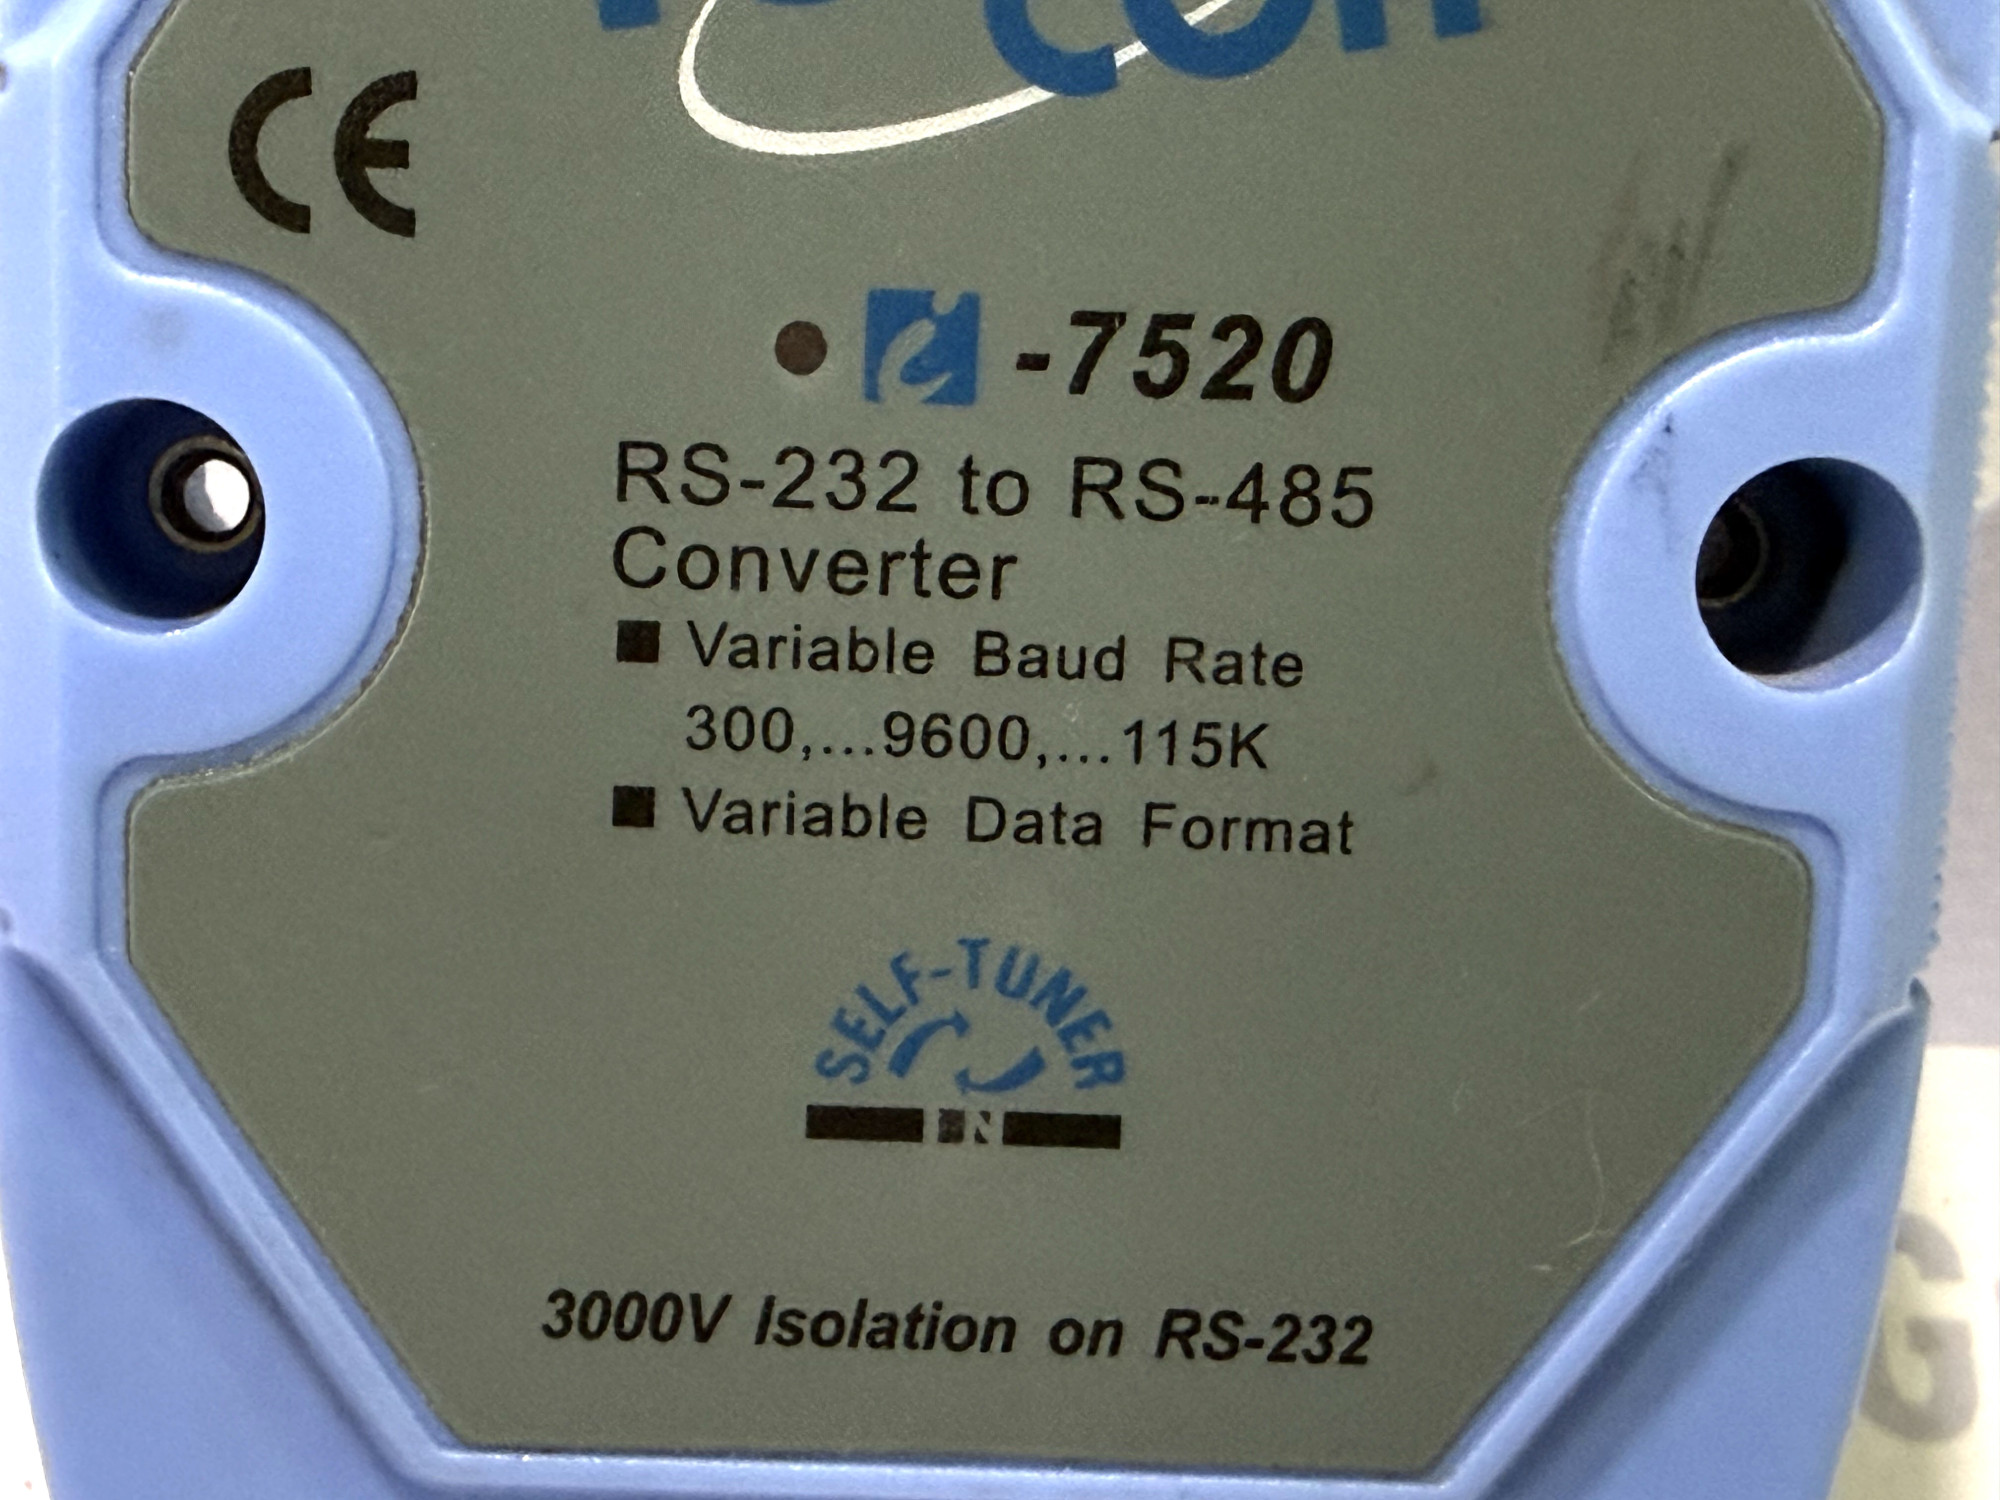 CE
i-7520
RS-232 to RS-485
Converter
■ Variable Baud Rate
300,...9600,...115K
■ Variable Data Format
SELF-TUNER
3000V Isolation on RS-232
G